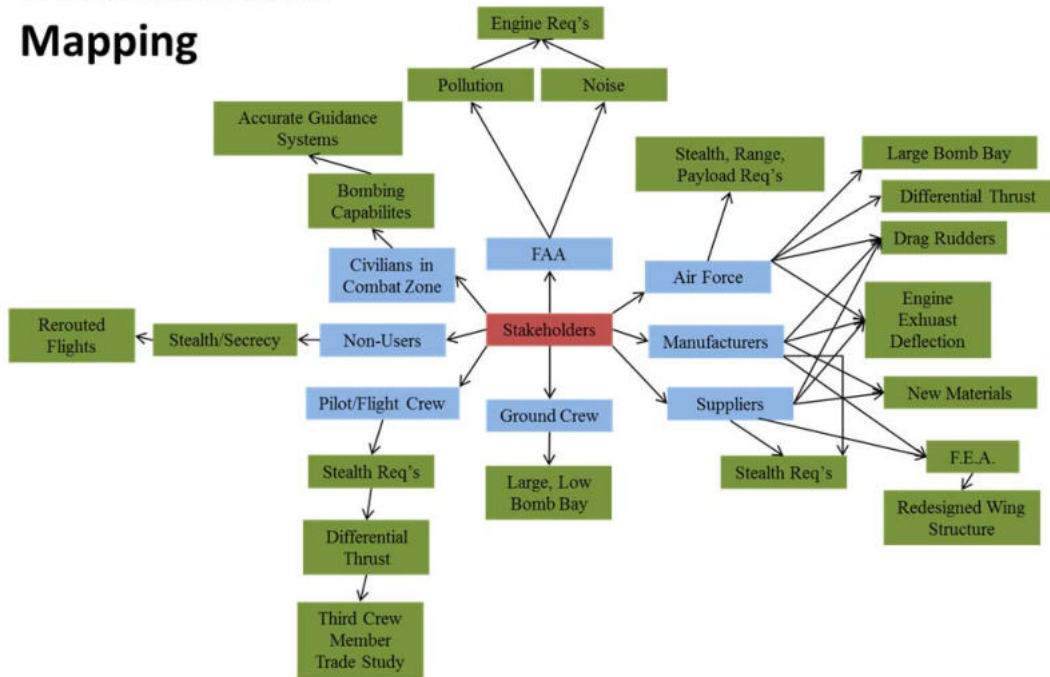 Mapping
Engine Req's
Pollution
Noise
Accurate Guidance
Systems
Bombing
Capabilites
Stealth, Range,
Payload Req's
Large Bomb Bay
Differential Thrust
Drag Rudders
Civilians in
Combat Zone
FAA
Air Force
Engine
Exhuast
Deflection
Rerouted
Flights
Stealth/Secrecy
Non-Users
Stakeholders
Manufacturers
New Materials
Pilot/Flight Crew
Ground Crew
Suppliers
Stealth Req's
Large, Low
Bomb Bay
Stealth Req's
F.E.A.
Redesigned Wing
Structure
Differential
Thrust
Third Crew
Member
Trade Study